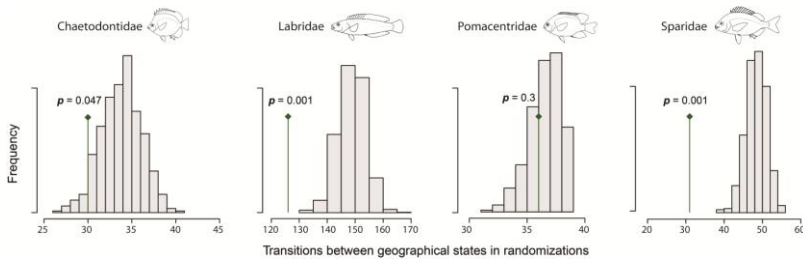 Chaetodontidae
Labridae
Pomacentridae
Sparidae
p = 0.047
p = 0.001
p = 0.3
p = 0.001
Frequency
25 30 35 40 45
120 130 140 150 160 170
30 40 50
20 30 40 50 60
Transitions between geographical states in randomizations